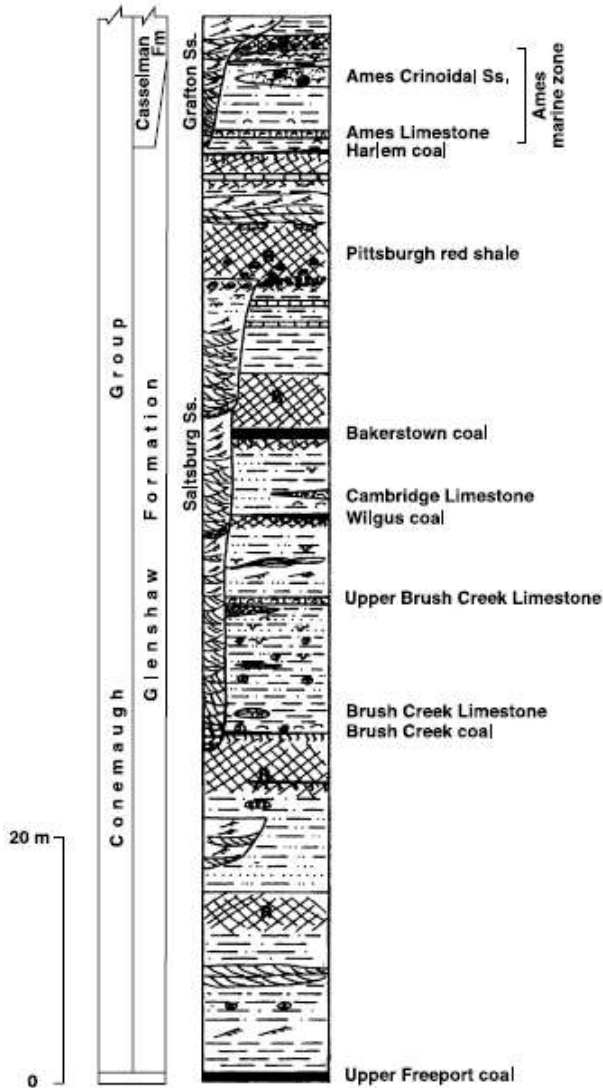 Casselman
Fm
Grafton Ss.
Ames Crinoidal Ss.
Ames
marine zone
Ames Limestone
Harlem coal
Pittsburgh red shale
Group
Formation
Saltsburg Ss.
Bakerstown coal
Cambridge Limestone
Wilgus coal
Upper Brush Creek Limestone
Glenshaw
Brush Creek Limestone
Brush Creek coal
Conemaugh
20 m
0
Upper Freeport coal
R
R
R